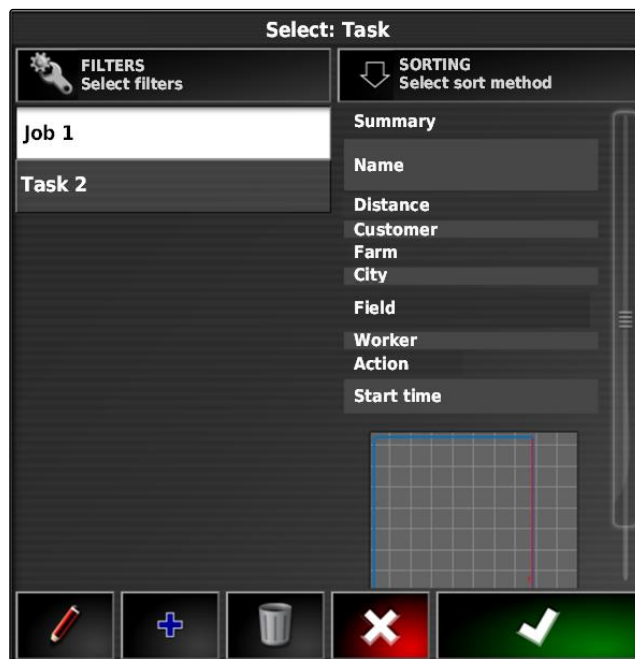 Select: Task
FILTERS
Select filters
SORTING
Select sort method
Job 1
Task 2
Summary
Name
Distance
Customer
Farm
City
Field
Worker
Action
Start time